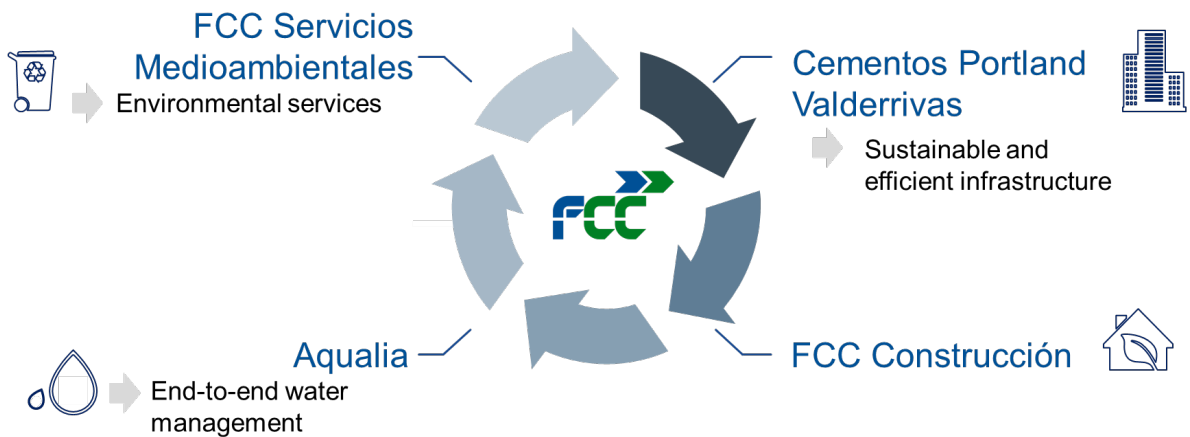 FCC Servicios
Medioambientales
Environmental services
Cementos Portland
Valderrivas
Sustainable and
efficient infrastructure
FCC
Aqualia
End-to-end water
management
FCC Construcción